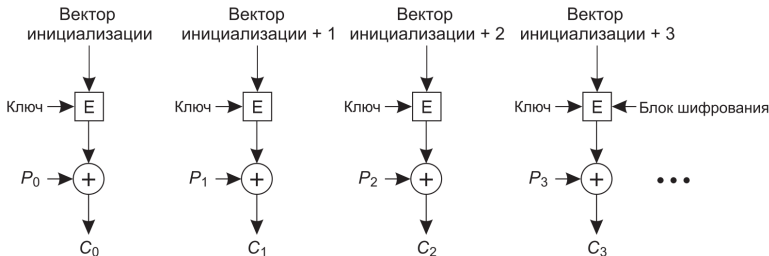 Вектор
инициализации
Вектор
инициализации + 1
Вектор
инициализации + 2
Вектор
инициализации + 3
Ключ
E
Ключ
E
Ключ
E
Ключ
E
Блок шифрования
P0
+
P1
+
P2
+
P3
+
•••
C0
C1
C2
C3